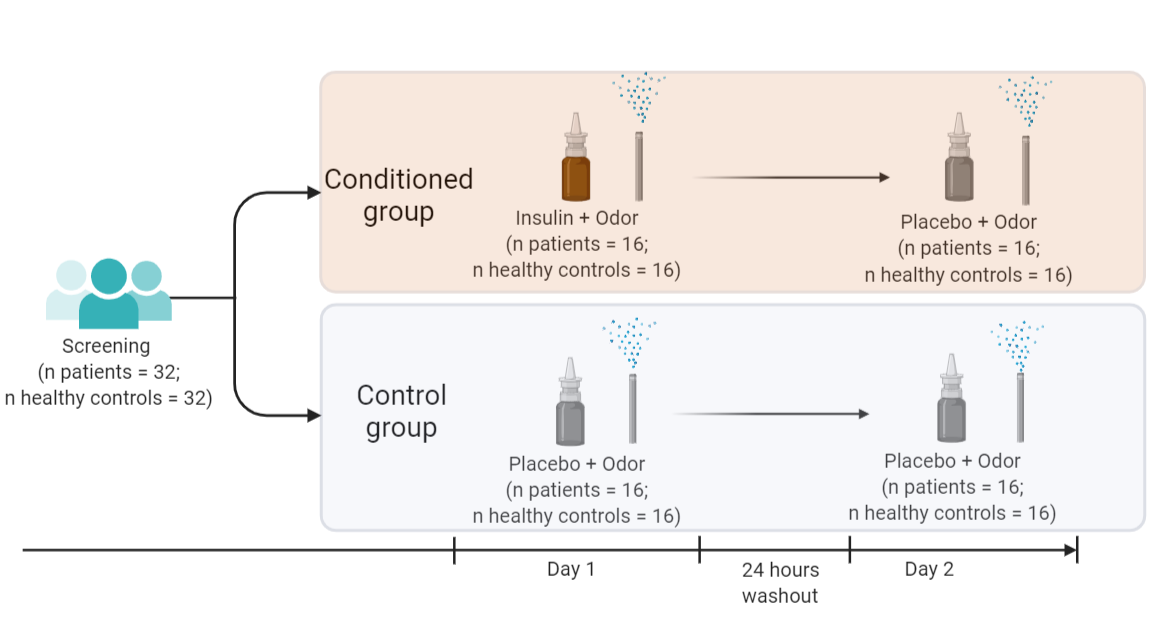 Screening
(n patients = 32;
n healthy controls = 32)
Conditioned
group
Insulin + Odor
(n patients = 16;
n healthy controls = 16)
Placebo + Odor
(n patients = 16;
n healthy controls = 16)
Control
group
Placebo + Odor
(n patients = 16;
n healthy controls = 16)
Placebo + Odor
(n patients = 16;
n healthy controls = 16)
Day 1
24 hours
washout
Day 2